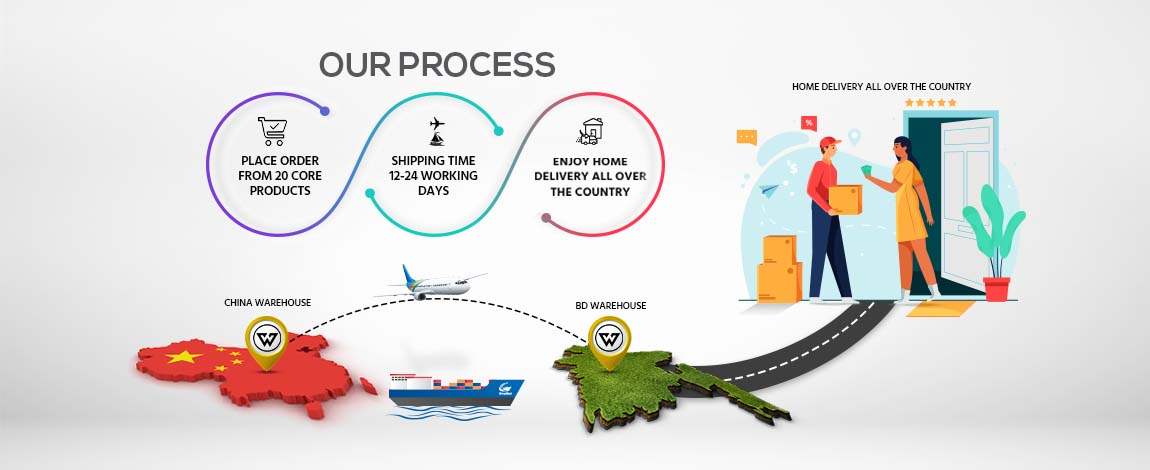 OUR PROCESS
PLACE ORDER
FROM 20 CORE
PRODUCTS
SHIPPING TIME
12-24 WORKING
DAYS
ENJOY HOME
DELIVERY ALL OVER
THE COUNTRY
HOME DELIVERY ALL OVER THE COUNTRY
%
$
CHINA WAREHOUSE
W
BD WAREHOUSE
W